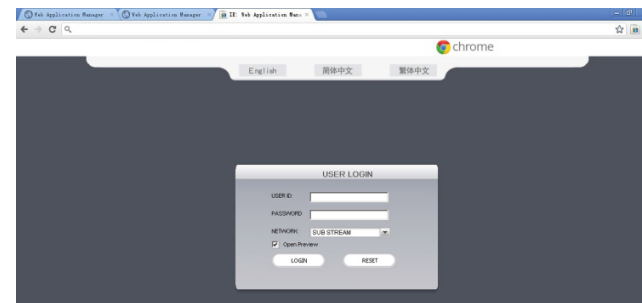 Web Application Manager Web Application Manager IE: Web Application Mana
chrome
English 简体中文 繁体中文
USER LOGIN
USER ID
PASSWORD
NETWORK SUB STREAM
Open Preview
LOGIN RESET